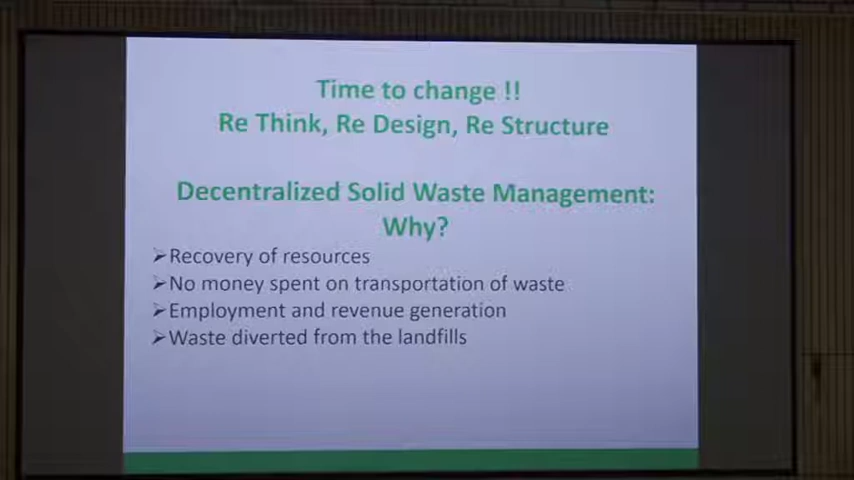 Time to change !!
Re Think, Re Design, Re Structure
Decentralized Solid Waste Management:
Why?
➢Recovery of resources
➢No money spent on transportation of waste
➢Employment and revenue generation
➢Waste diverted from the landfills